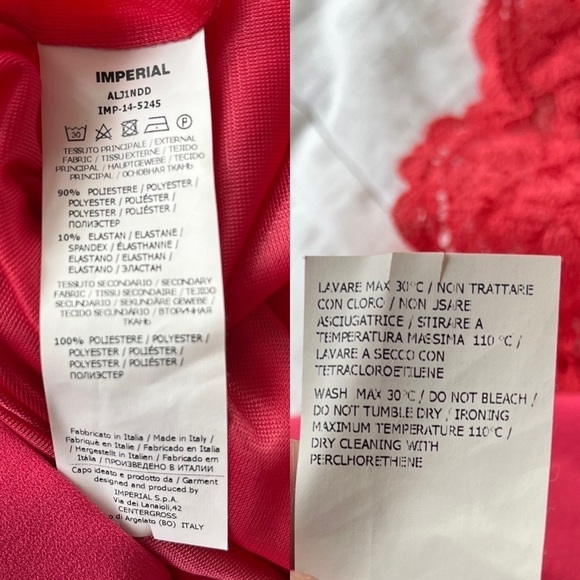 IMPERIAL
ALJ1NDD
IMP-14-5245
30
P
TESSUTO PRINCIPALE / EXTERNAL
FABRIC / TISSU EXTERNE / TEJIDO
PRINCIPAL / HAUPTGEWEBE / TECIDO
PRINCIPAL / ОСНОВНАЯ ТКАНЬ
90% POLIESTERE / POLYESTER /
POLYESTER / POLIÉSTER /
POLYESTER / POLIÉSTER /
ПОЛИЭСТЕР
10% ELASTAN / ELASTANE /
SPANDEX / ÉLASTHANNE /
ELASTANO / ELASTHAN /
ELASTANO / ЭЛАСТАН
TESSUTO SECONDARIO / SECONDARY
FABRIC / TISSU SECONDAIRE / TEJIDO
SECUNDARIO / SEKUNDÄRE GEWEBE /
TECIDO SECUNDÁRIO / ВТОРИЧНАЯ
ТКАНЬ
100% POLIESTERE / POLYESTER /
POLYESTER / POLIÉSTER /
POLYESTER / POLIÉSTER /
ПОЛИЭСТЕР
Fabbricato in Italia / Made in Italy /
Fabriqué en Italie / Fabricado en Italia
/ Hergestellt in Italien / Fabricado em
Itália / ПРОИЗВЕДЕНО В ИТАЛИИ
Capo ideato e prodotto da / Garment
designed and produced by
IMPERIAL S.p.A.
Via dei Lanaioli,42
CENTERGROSS
o di Argelato (BO) ITALY
LAVARE MAX 30°C / NON TRATTARE
CON CLORO / NON USARE
ASCIUGATRICE / STIRARE A
TEMPERATURA MASSIMA 110 °C /
LAVARE A SECCO CON
TETRACLOROETILENE
WASH MAX 30°C / DO NOT BLEACH /
DO NOT TUMBLE DRY / IRONING
MAXIMUM TEMPERATURE 110°C /
DRY CLEANING WITH
PERCLHORETHENE